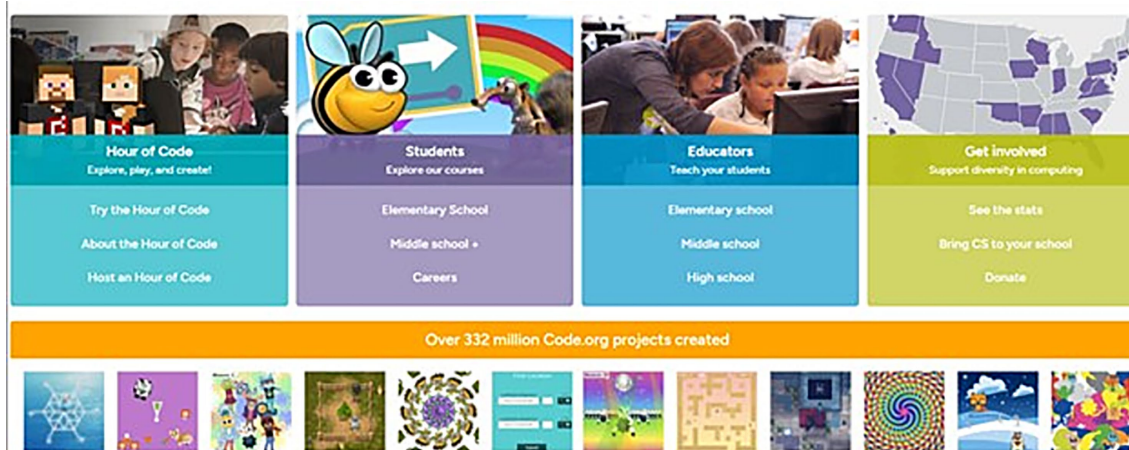 Hour of Code
Explore, play, and create!
Try the Hour of Code
About the Hour of Code
Host an Hour of Code
Students
Explore our courses
Elementary School
Middle school +
Careers
Educators
Teach your students
Elementary school
Middle school
High school
Get involved
Support diversity in computing
See the stats
Bring CS to your school
Donate
Over 332 million Code.org projects created